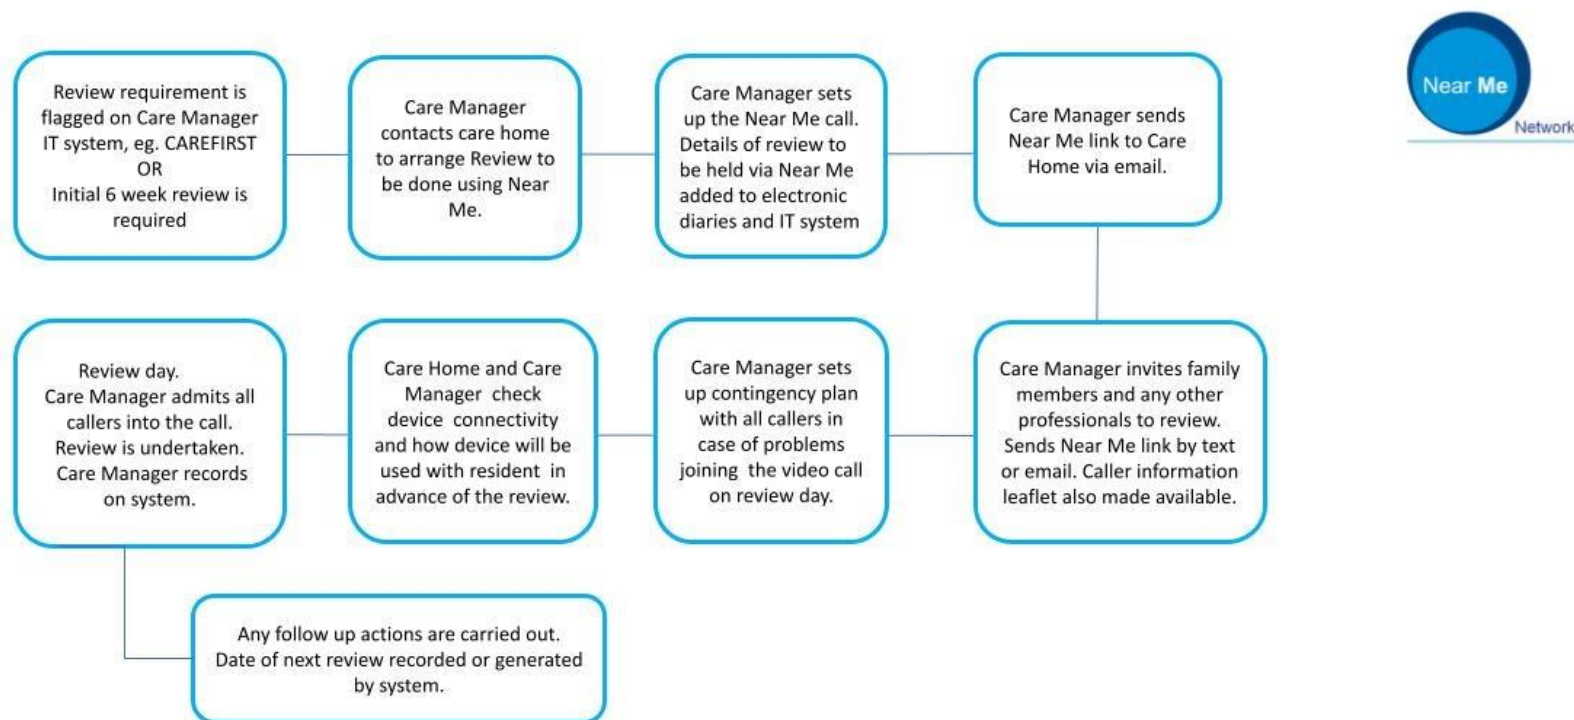 Review requirement is
flagged on Care Manager
IT system, eg. CAREFIRST
OR
Initial 6 week review is
required
Care Manager
contacts care home
to arrange Review to
be done using Near
Me.
Care Manager sets
up the Near Me call.
Details of review to
be held via Near Me
added to electronic
diaries and IT system
Care Manager sends
Near Me link to Care
Home via email.
Near Me
Network
Care Manager invites family
members and any other
professionals to review.
Sends Near Me link by text
or email. Caller information
leaflet also made available.
Care Manager sets
up contingency plan
with all callers in
case of problems
joining the video call
on review day.
Care Home and Care
Manager check
device connectivity
and how device will be
used with resident in
advance of the review.
Review day.
Care Manager admits all
callers into the call.
Review is undertaken.
Care Manager records
on system.
Any follow up actions are carried out.
Date of next review recorded or generated
by system.